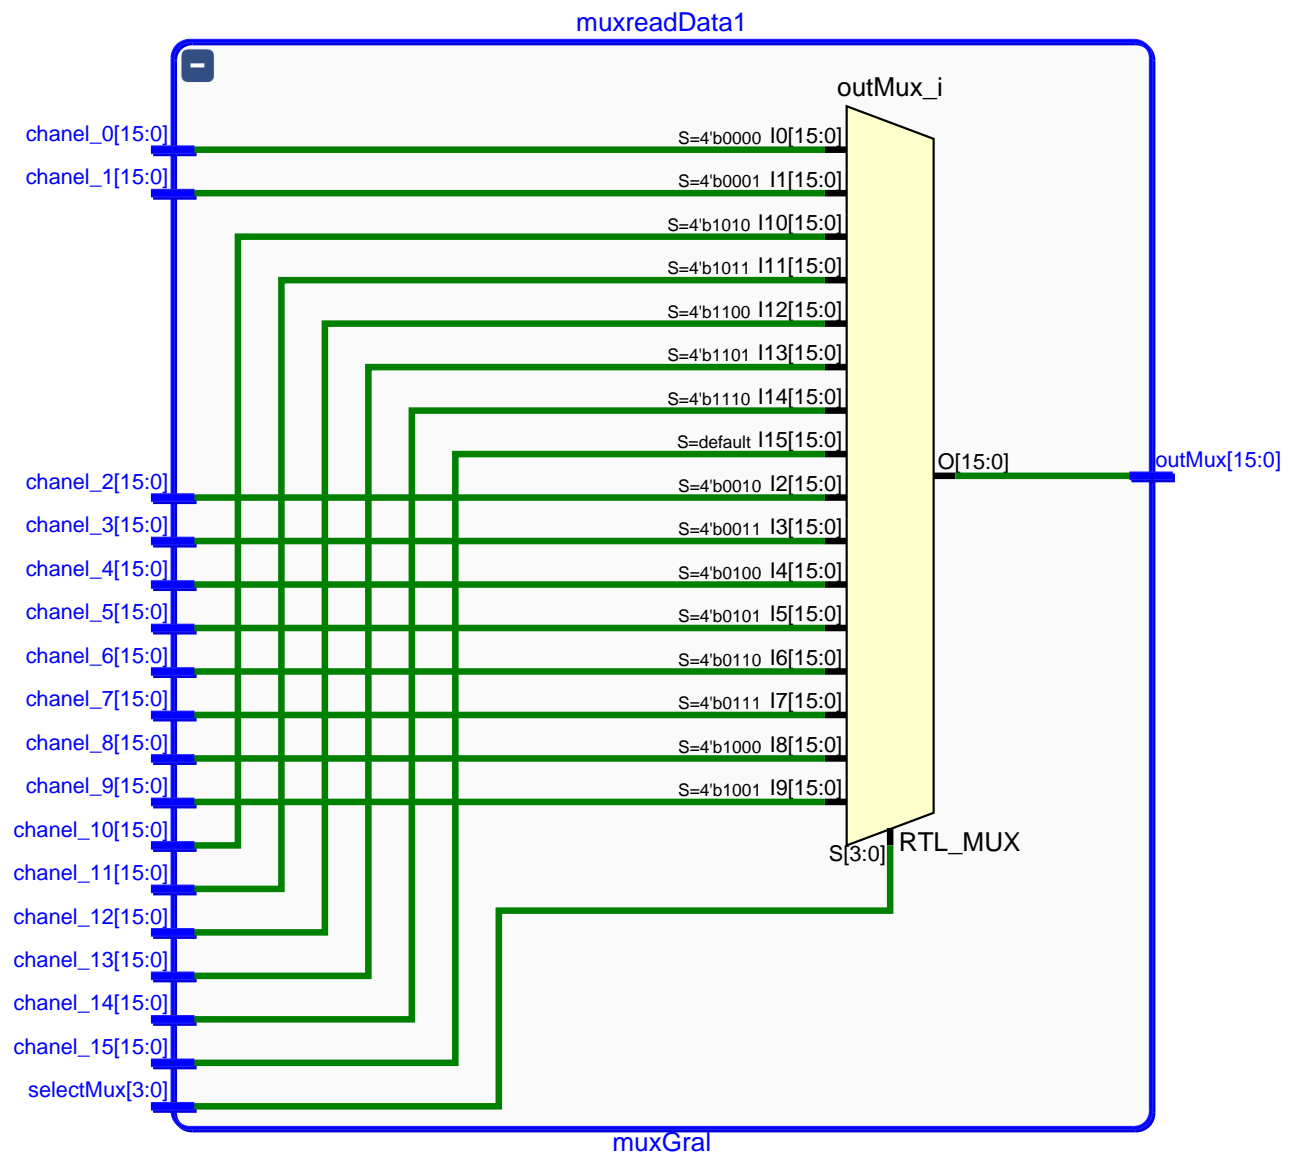 muxreadData1
outMux_i
chanel_0[15:0] S=4'b0000 I0[15:0]
chanel_1[15:0] S=4'b0001 I1[15:0]
S=4'b1010 I10[15:0]
S=4'b1011 I11[15:0]
S=4'b1100 I12[15:0]
S=4'b1101 I13[15:0]
S=4'b1110 I14[15:0]
S=default I15[15:0]
O[15:0] outMux[15:0]
chanel_2[15:0] S=4'b0010 I2[15:0]
chanel_3[15:0] S=4'b0011 I3[15:0]
chanel_4[15:0] S=4'b0100 I4[15:0]
chanel_5[15:0] S=4'b0101 I5[15:0]
chanel_6[15:0] S=4'b0110 I6[15:0]
chanel_7[15:0] S=4'b0111 I7[15:0]
chanel_8[15:0] S=4'b1000 I8[15:0]
chanel_9[15:0] S=4'b1001 I9[15:0]
chanel_10[15:0]
RTL_MUX
S[3:0]
chanel_11[15:0]
chanel_12[15:0]
chanel_13[15:0]
chanel_14[15:0]
chanel_15[15:0]
selectMux[3:0]
muxGral